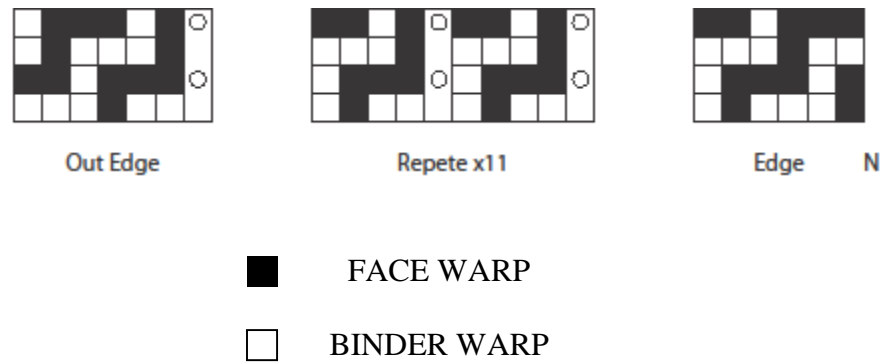 Out Edge
Repete x11
Edge
N
FACE WARP
BINDER WARP